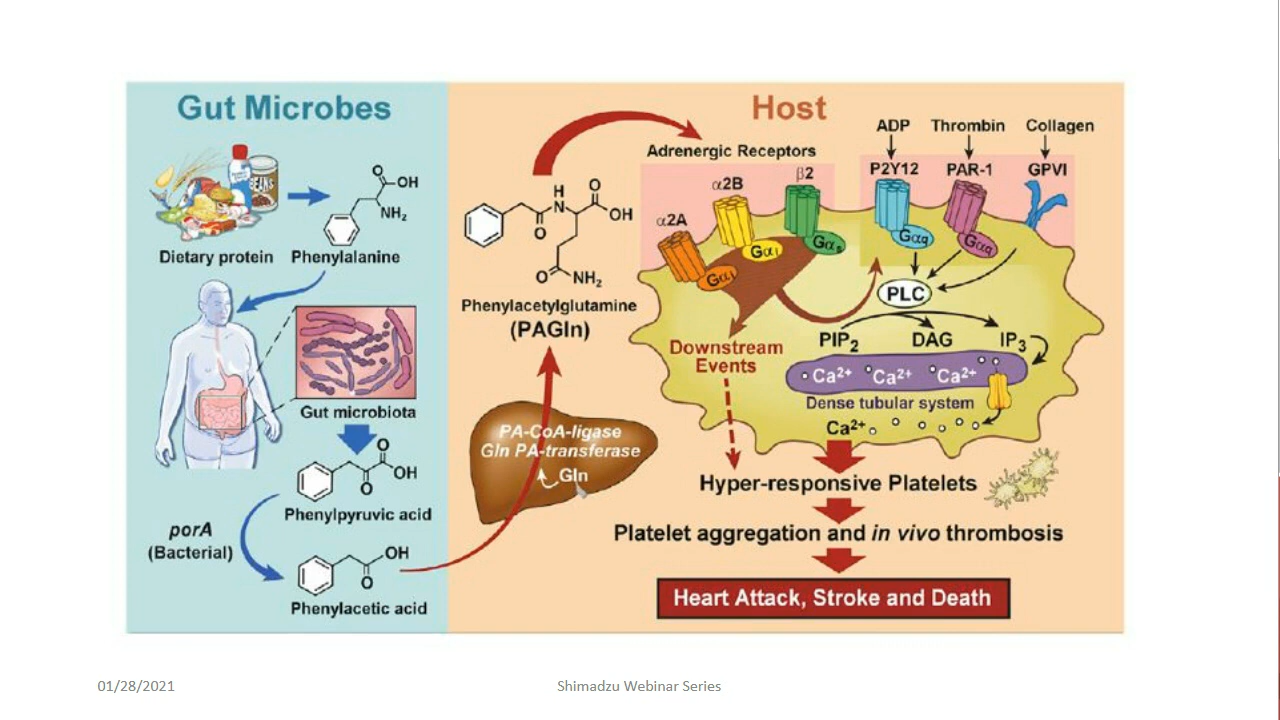 Gut Microbes
BEANS
O
OH
NH₂
Dietary protein
Phenylalanine
Gut microbiota
O
OH
O
Phenylpyruvic acid
porA
(Bacterial)
OH
O
Phenylacetic acid
Host
H
N
O
OH
O
O
NH₂
Phenylacetylglutamine
(PAGln)
PA-CoA-ligase
Gln PA-transferase
Gln
Adrenergic Receptors
α2A
α2B
β2
Gαi
Gαi
Gαs
ADP
Thrombin
Collagen
P2Y12
PAR-1
GPVI
Gαq
Gαq
PLC
PIP₂
DAG
IP₃
Downstream
Events
Ca²⁺
Ca²⁺
Ca²⁺
Dense tubular system
Ca²⁺
Hyper-responsive Platelets
Platelet aggregation and in vivo thrombosis
Heart Attack, Stroke and Death
01/28/2021
Shimadzu Webinar Series